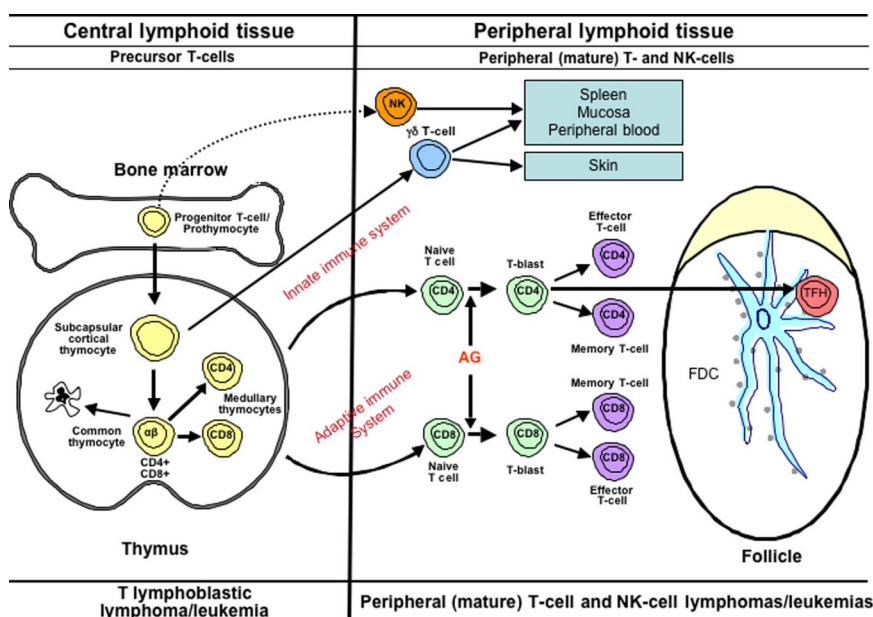 Central lymphoid tissue
Peripheral lymphoid tissue
Precursor T-cells
Peripheral (mature) T- and NK-cells
NK
Spleen
Mucosa
Peripheral blood
γδ T-cell
Skin
Bone marrow
Progenitor T-cell/
Prothymocyte
Innate immune system
Subcapsular
cortical
thymocyte
CD4
Medullary
thymocytes
Common
thymocyte
αβ
CD8
CD4+
CD8+
Thymus
Adaptive immune
System
Naive
T cell
CD4
T-blast
CD4
Effector
T-cell
CD4
CD4
Memory T-cell
AG
Memory T-cell
CD8
CD8
Naive
T cell
CD8
T-blast
CD8
Effector
T-cell
TFH
FDC
Follicle
T lymphoblastic
lymphoma/leukemia
Peripheral (mature) T-cell and NK-cell lymphomas/leukemias